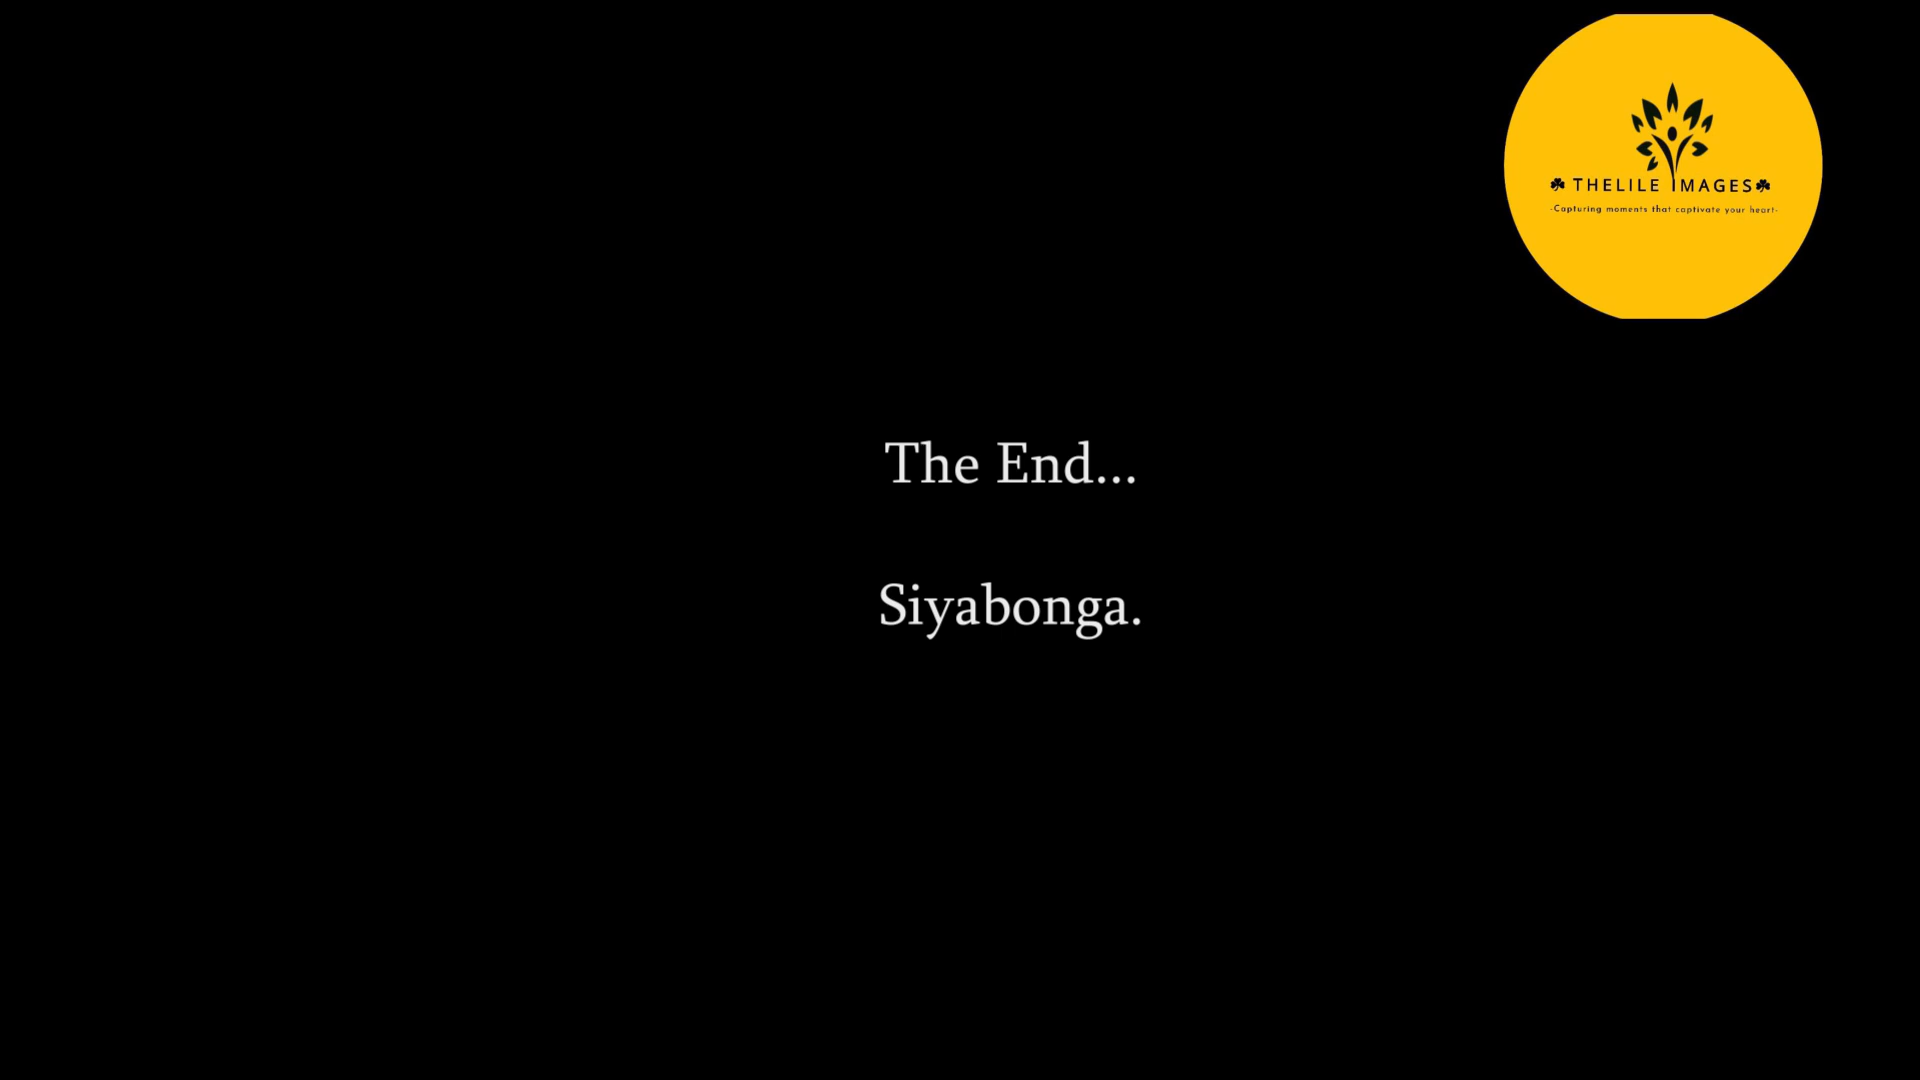 ☘ THELILE IMAGES☘
-Capturing moments that captivate your heart-
The End...
Siyabonga.